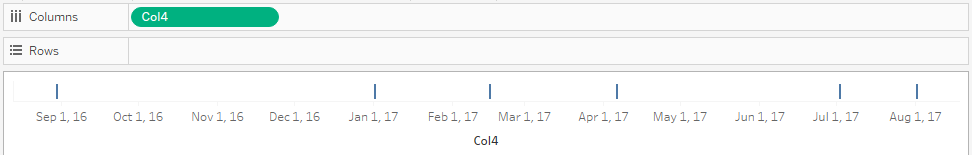 Columns Col4
Rows
Sep 1, 16 Oct 1, 16 Nov 1, 16 Dec 1, 16 Jan 1, 17 Feb 1, 17 Mar 1, 17 Apr 1, 17 May 1, 17 Jun 1, 17 Jul 1, 17 Aug 1, 17
Col4